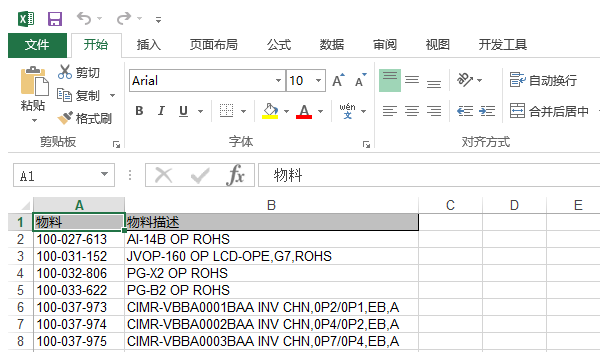 文件 开始 插入 页面布局 公式 数据 审阅 视图 开发工具
剪切
复制
格式刷
粘贴
剪贴板
Arial 10 A A
B I U A wén 文
字体
自动换行
合并后居中
对齐方式
A1 fx 物料
A B C D E
1 物料 物料描述
2 100-027-613 AI-14B OP ROHS
3 100-031-152 JVOP-160 OP LCD-OPE,G7,ROHS
4 100-032-806 PG-X2 OP ROHS
5 100-033-622 PG-B2 OP ROHS
6 100-037-973 CIMR-VBBA0001BAA INV CHN,0P2/0P1,EB,A
7 100-037-974 CIMR-VBBA0002BAA INV CHN,0P4/0P2,EB,A
8 100-037-975 CIMR-VBBA0003BAA INV CHN,0P7/0P4,EB,A